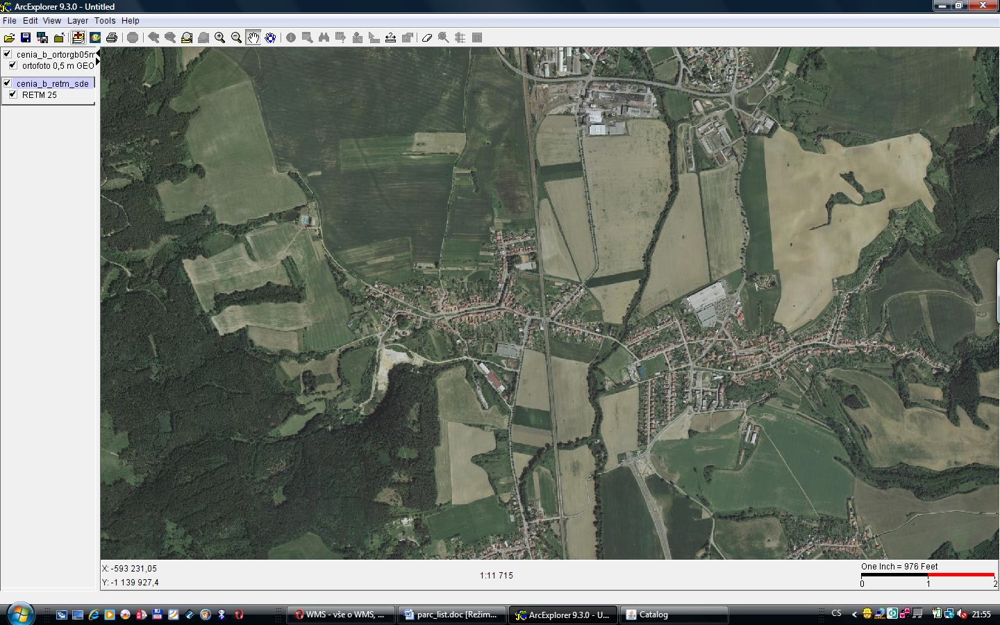 ArcExplorer 9.3.0 - Untitled
File Edit View Layer Tools Help
cenia_b_ortorgb05m
ortofoto 0,5 m GEO
cenia_b_retm_sde
RETM 25
X: -593 231,05
Y: -1 139 927,4
1:11 715
One Inch = 976 Feet
0 1 2
WMS - vše o WMS, ...
parc_list.doc [Režim...
ArcExplorer 9.3.0 - U...
Catalog
CS
21:55